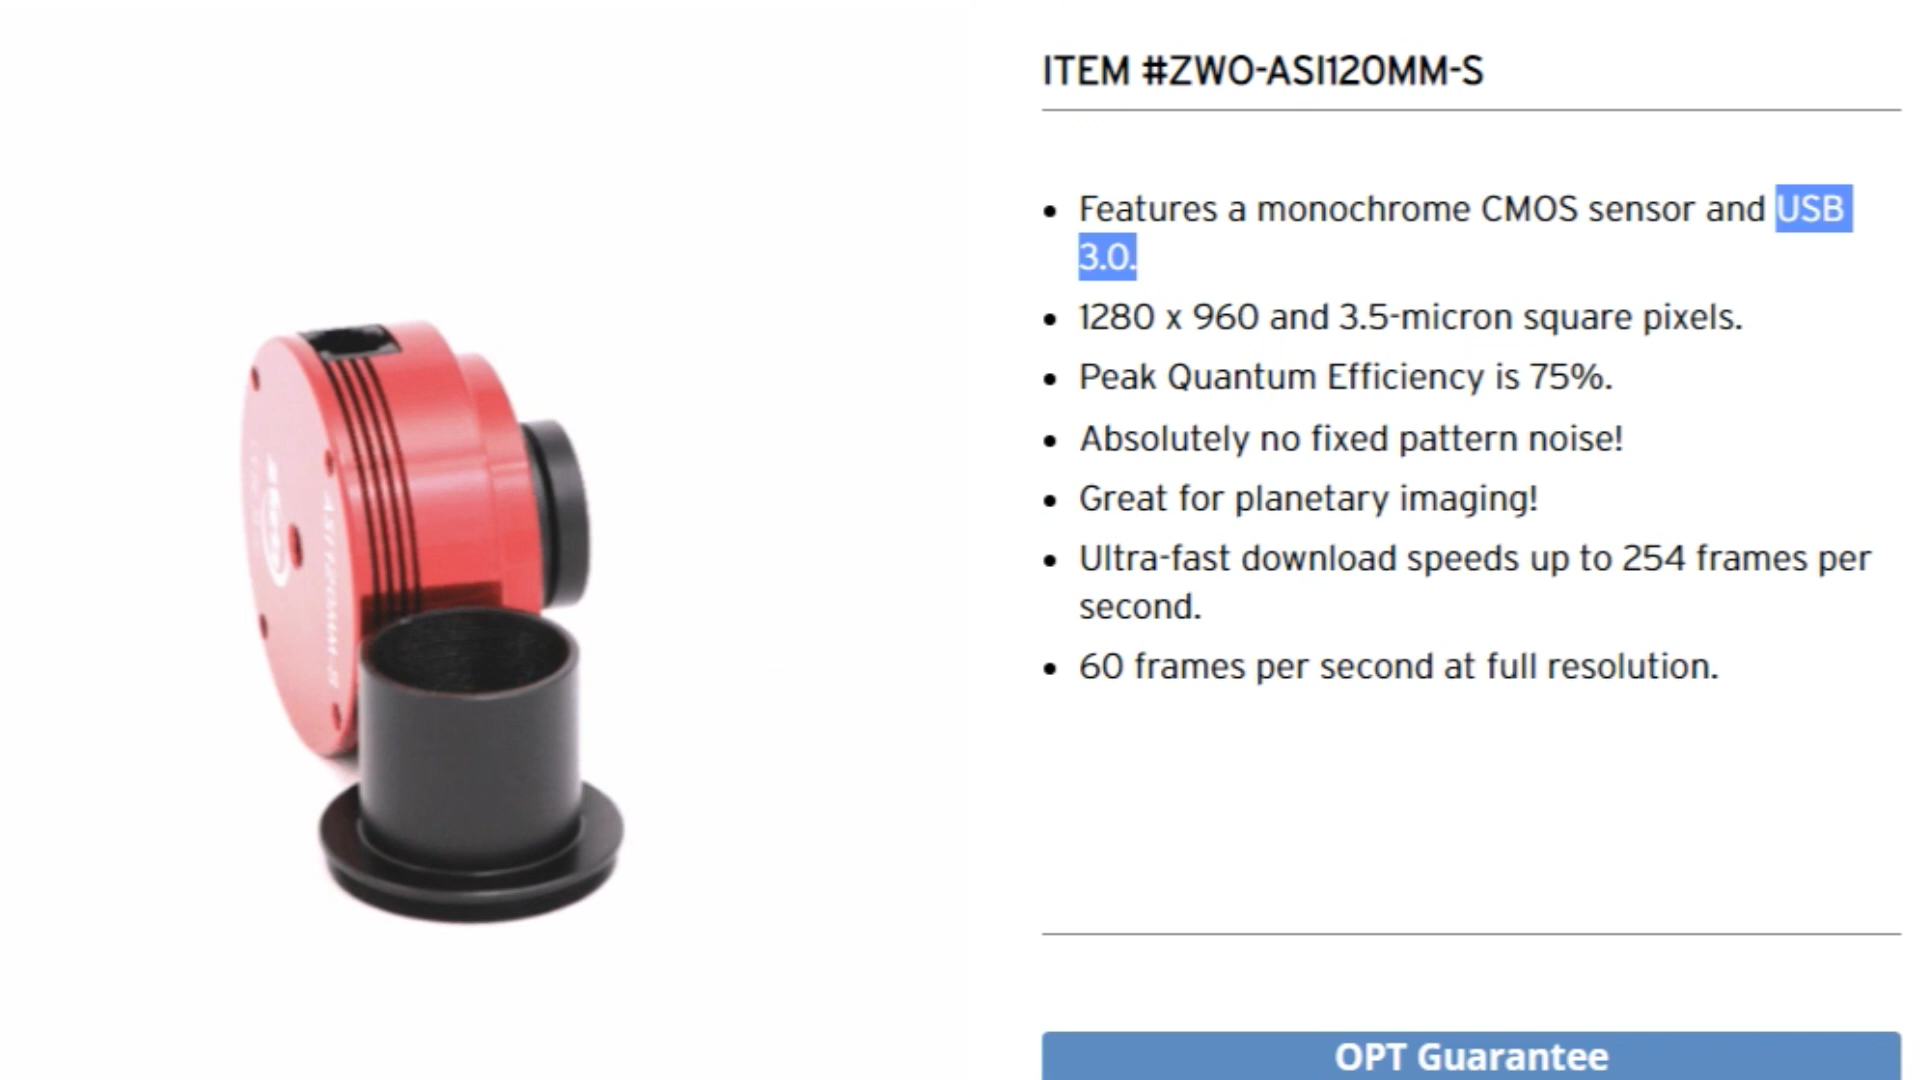 ITEM #ZWO-ASI120MM-S
Features a monochrome CMOS sensor and USB
3.0.
1280 x 960 and 3.5-micron square pixels.
Peak Quantum Efficiency is 75%.
Absolutely no fixed pattern noise!
Great for planetary imaging!
Ultra-fast download speeds up to 254 frames per
second.
60 frames per second at full resolution.
OPT Guarantee